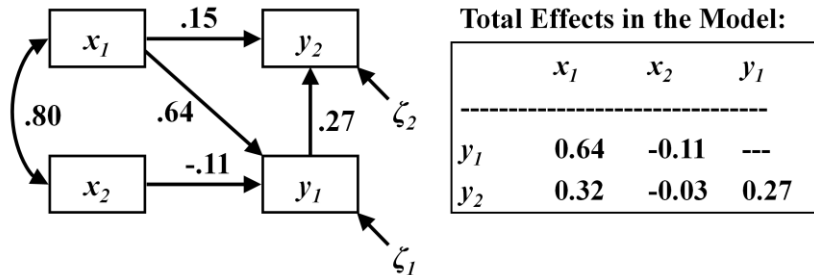 x1 .15 y2
.80 .64 .27 ζ2
x2 -.11 y1
ζ1
Total Effects in the Model:
x1 x2 y1
--------------------------------
y1 0.64 -0.11 ---
y2 0.32 -0.03 0.27